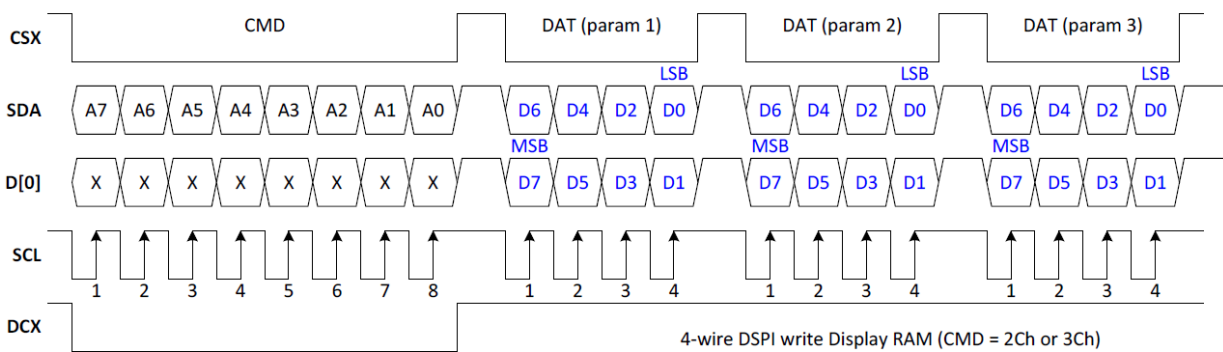 CSX CMD DAT (param 1) DAT (param 2) DAT (param 3)
LSB LSB LSB
SDA A7 A6 A5 A4 A3 A2 A1 A0 D6 D4 D2 D0 D6 D4 D2 D0 D6 D4 D2 D0
MSB MSB MSB
D[0] X X X X X X X X D7 D5 D3 D1 D7 D5 D3 D1 D7 D5 D3 D1
SCL
1 2 3 4 5 6 7 8 1 2 3 4 1 2 3 4 1 2 3 4
DCX
4-wire DSPI write Display RAM (CMD = 2Ch or 3Ch)